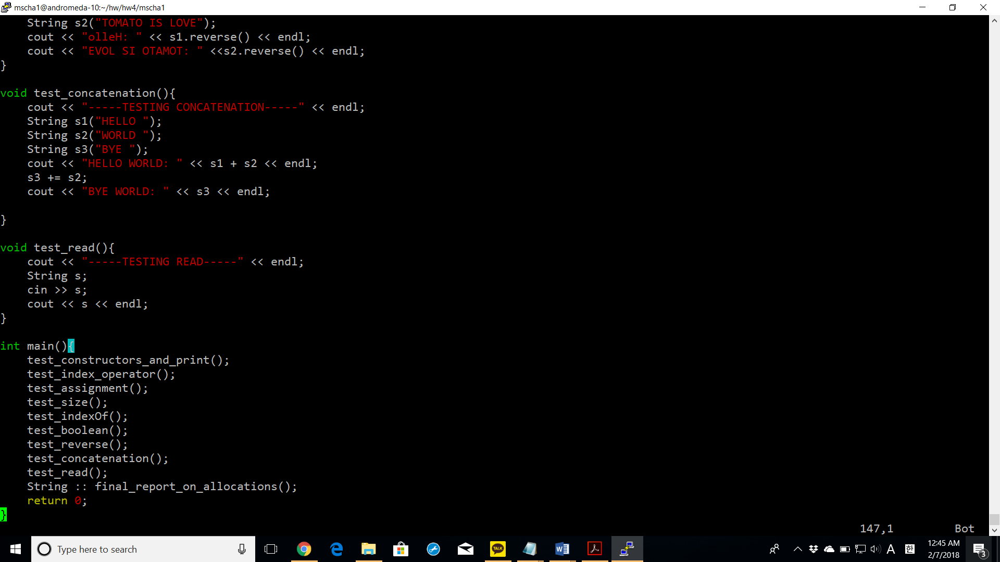 mscha1@andromeda-10:~/hw/hw4/mscha1
    String s2("TOMATO IS LOVE");
    cout << "olleH: " << s1.reverse() << endl;
    cout << "EVOL SI OTAMOT: " <<s2.reverse() << endl;
}
void test_concatenation(){
    cout << "-----TESTING CONCATENATION-----" << endl;
    String s1("HELLO ");
    String s2("WORLD ");
    String s3("BYE ");
    cout << "HELLO WORLD: " << s1 + s2 << endl;
    s3 += s2;
    cout << "BYE WORLD: " << s3 << endl;
}
void test_read(){
    cout << "-----TESTING READ-----" << endl;
    String s;
    cin >> s;
    cout << s << endl;
}
int main(){
    test_constructors_and_print();
    test_index_operator();
    test_assignment();
    test_size();
    test_indexOf();
    test_boolean();
    test_reverse();
    test_concatenation();
    test_read();
    String :: final_report_on_allocations();
    return 0;
}
147,1 Bot
Type here to search
TALK
A
한
12:45 AM
2/7/2018
3